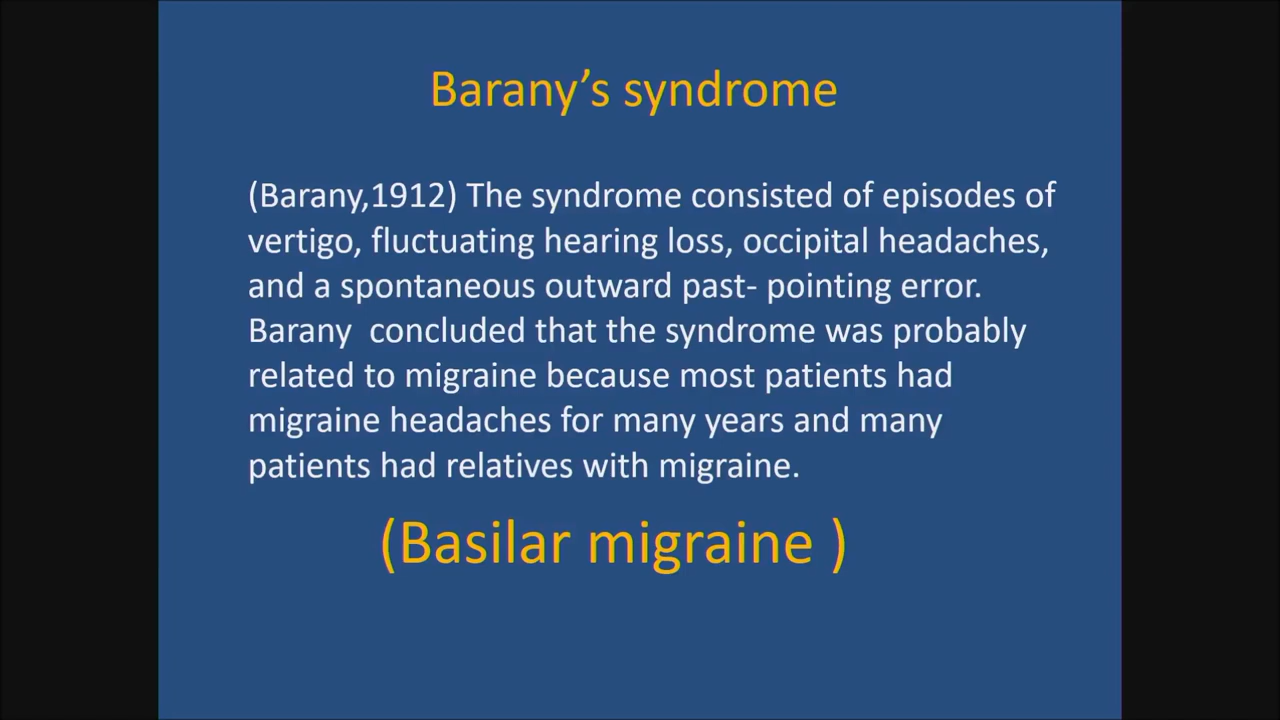 Barany’s syndrome
(Barany,1912) The syndrome consisted of episodes of
vertigo, fluctuating hearing loss, occipital headaches,
and a spontaneous outward past- pointing error.
Barany  concluded that the syndrome was probably
related to migraine because most patients had
migraine headaches for many years and many
patients had relatives with migraine.
(Basilar migraine )